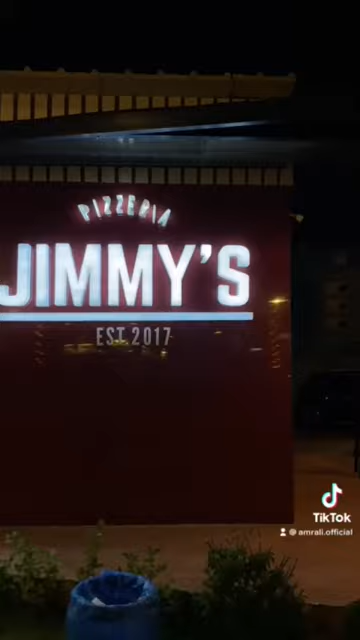 PIZZERIA
JIMMY'S
EST.2017
TikTok
@ amrali.official